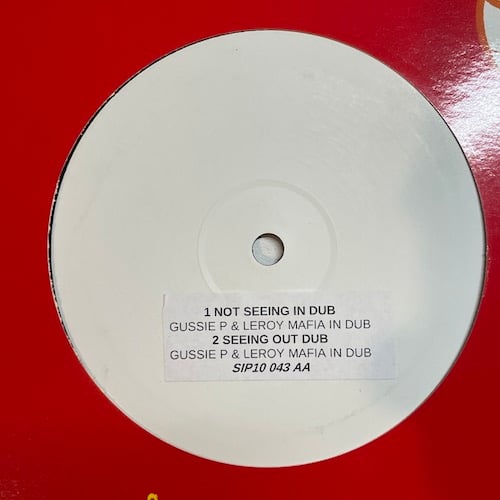 1 NOT SEEING IN DUB
GUSSIE P & LEROY MAFIA IN DUB
2 SEEING OUT DUB
GUSSIE P & LEROY MAFIA IN DUB
SIP10 043 AA